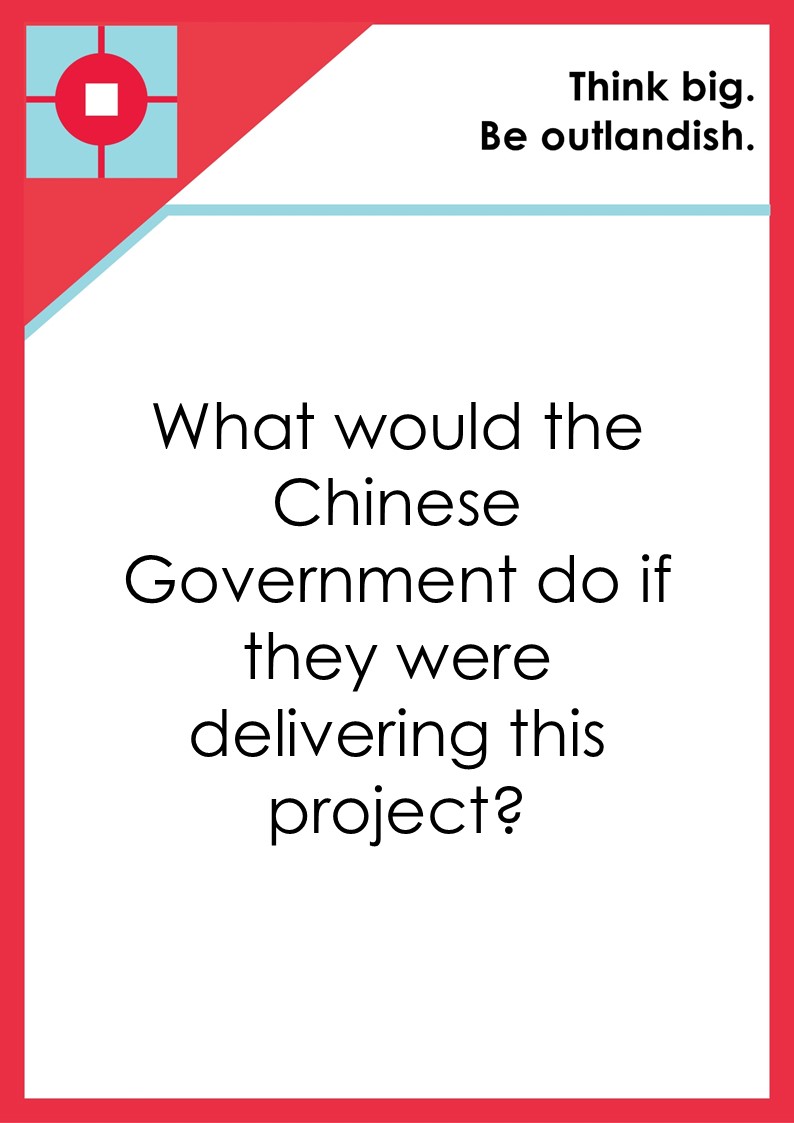 Think big.
Be outlandish.
What would the
Chinese
Government do if
they were
delivering this
project?